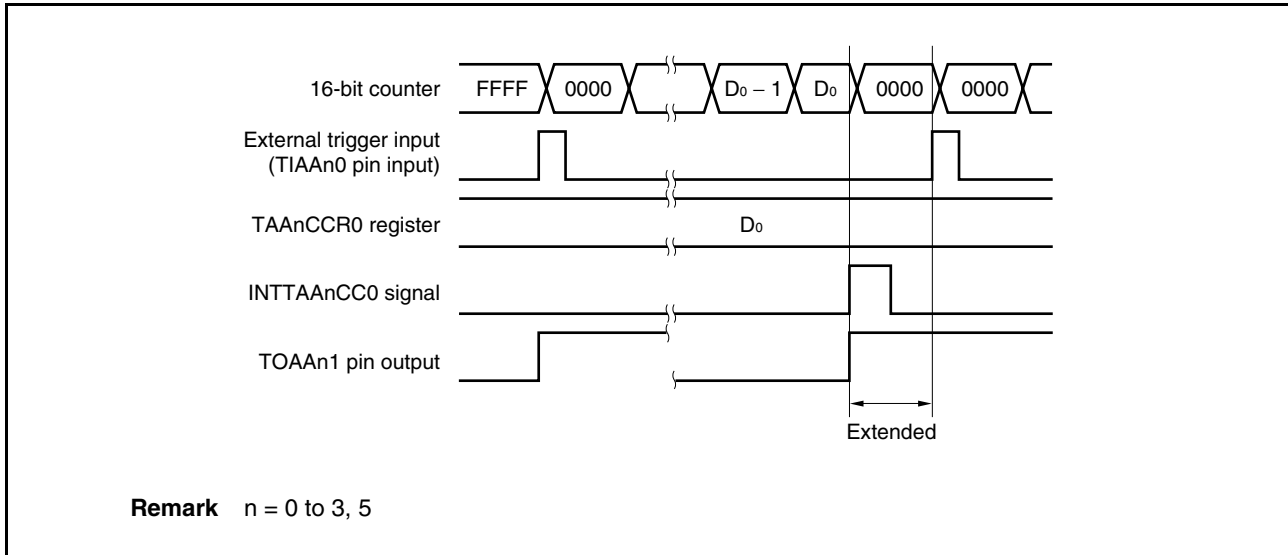 16-bit counter FFFF 0000 D0 − 1 D0 0000 0000
External trigger input
(TIAAn0 pin input)
TAAnCCR0 register D0
INTTAAnCC0 signal
TOAAn1 pin output
Extended
Remark n = 0 to 3, 5